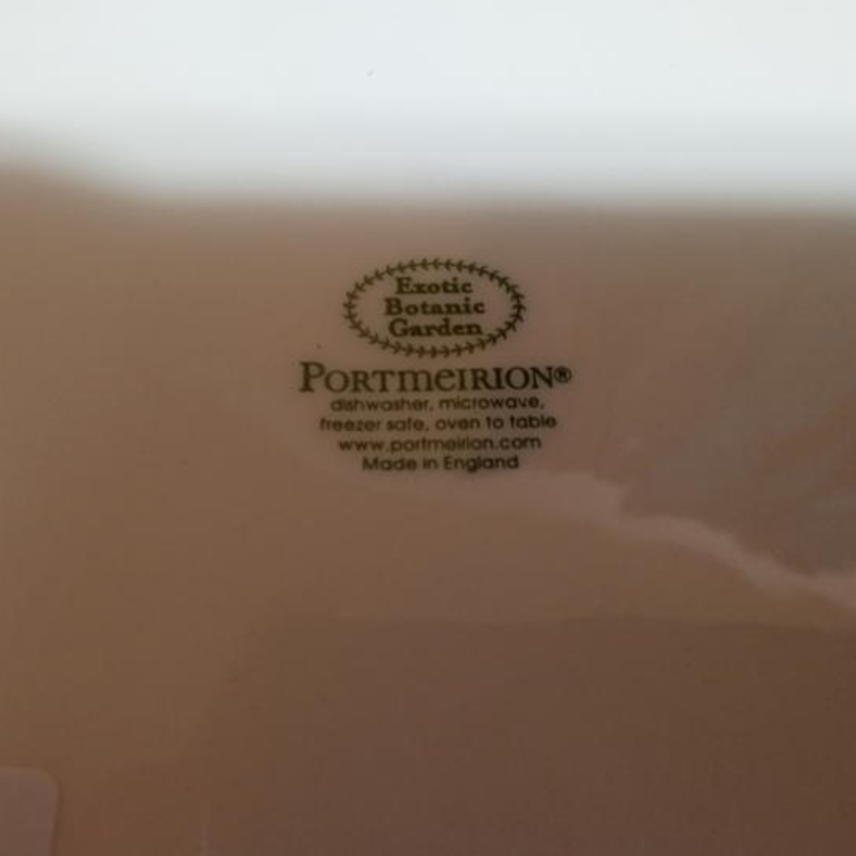 Exotic
Botanic
Garden
PORTMEIRION®
dishwasher, microwave,
freezer safe, oven to table
www.portmeirion.com
Made in England